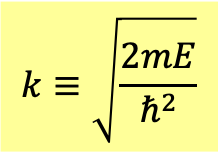 k ≡ √(2mE/ħ²)